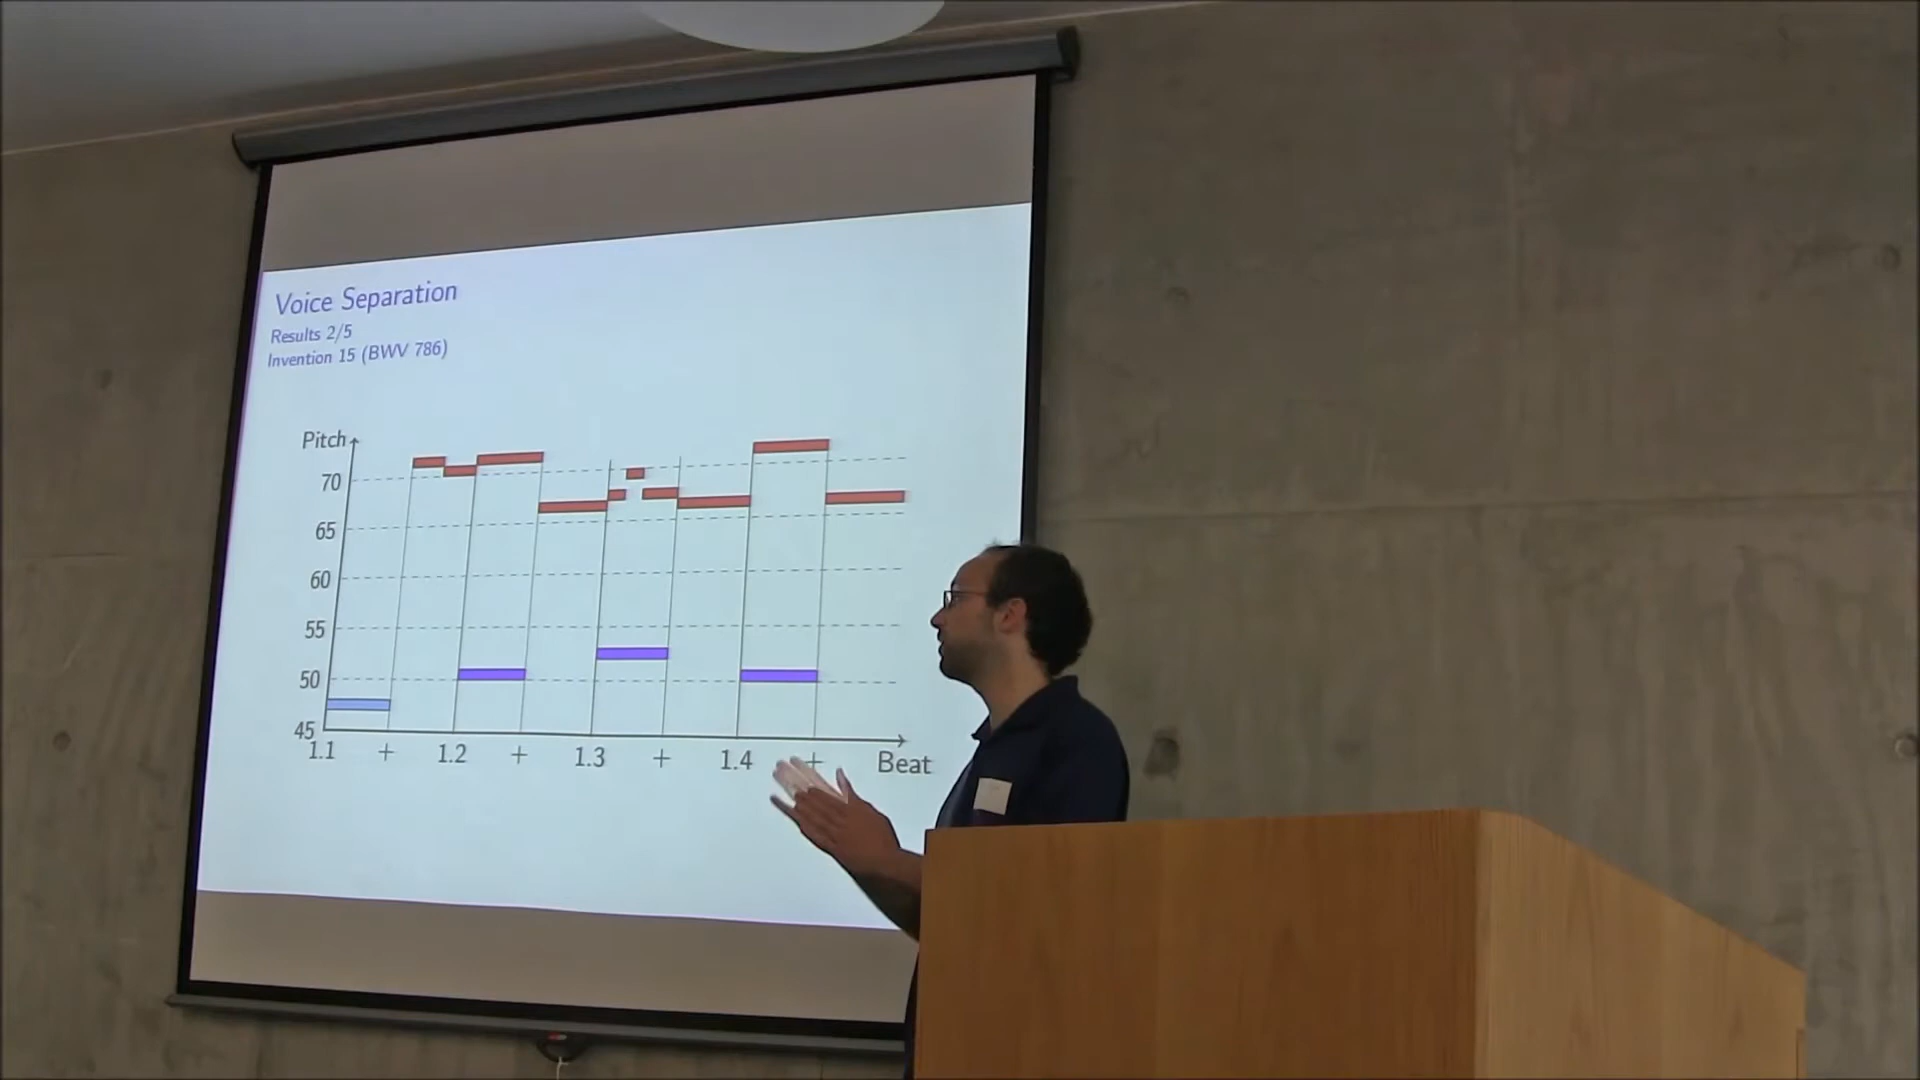 Voice Separation
Results 2/5
Invention 15 (BWV 786)
Pitch
70
65
60
55
50
45
1.1 + 1.2 + 1.3 + 1.4 + Beat